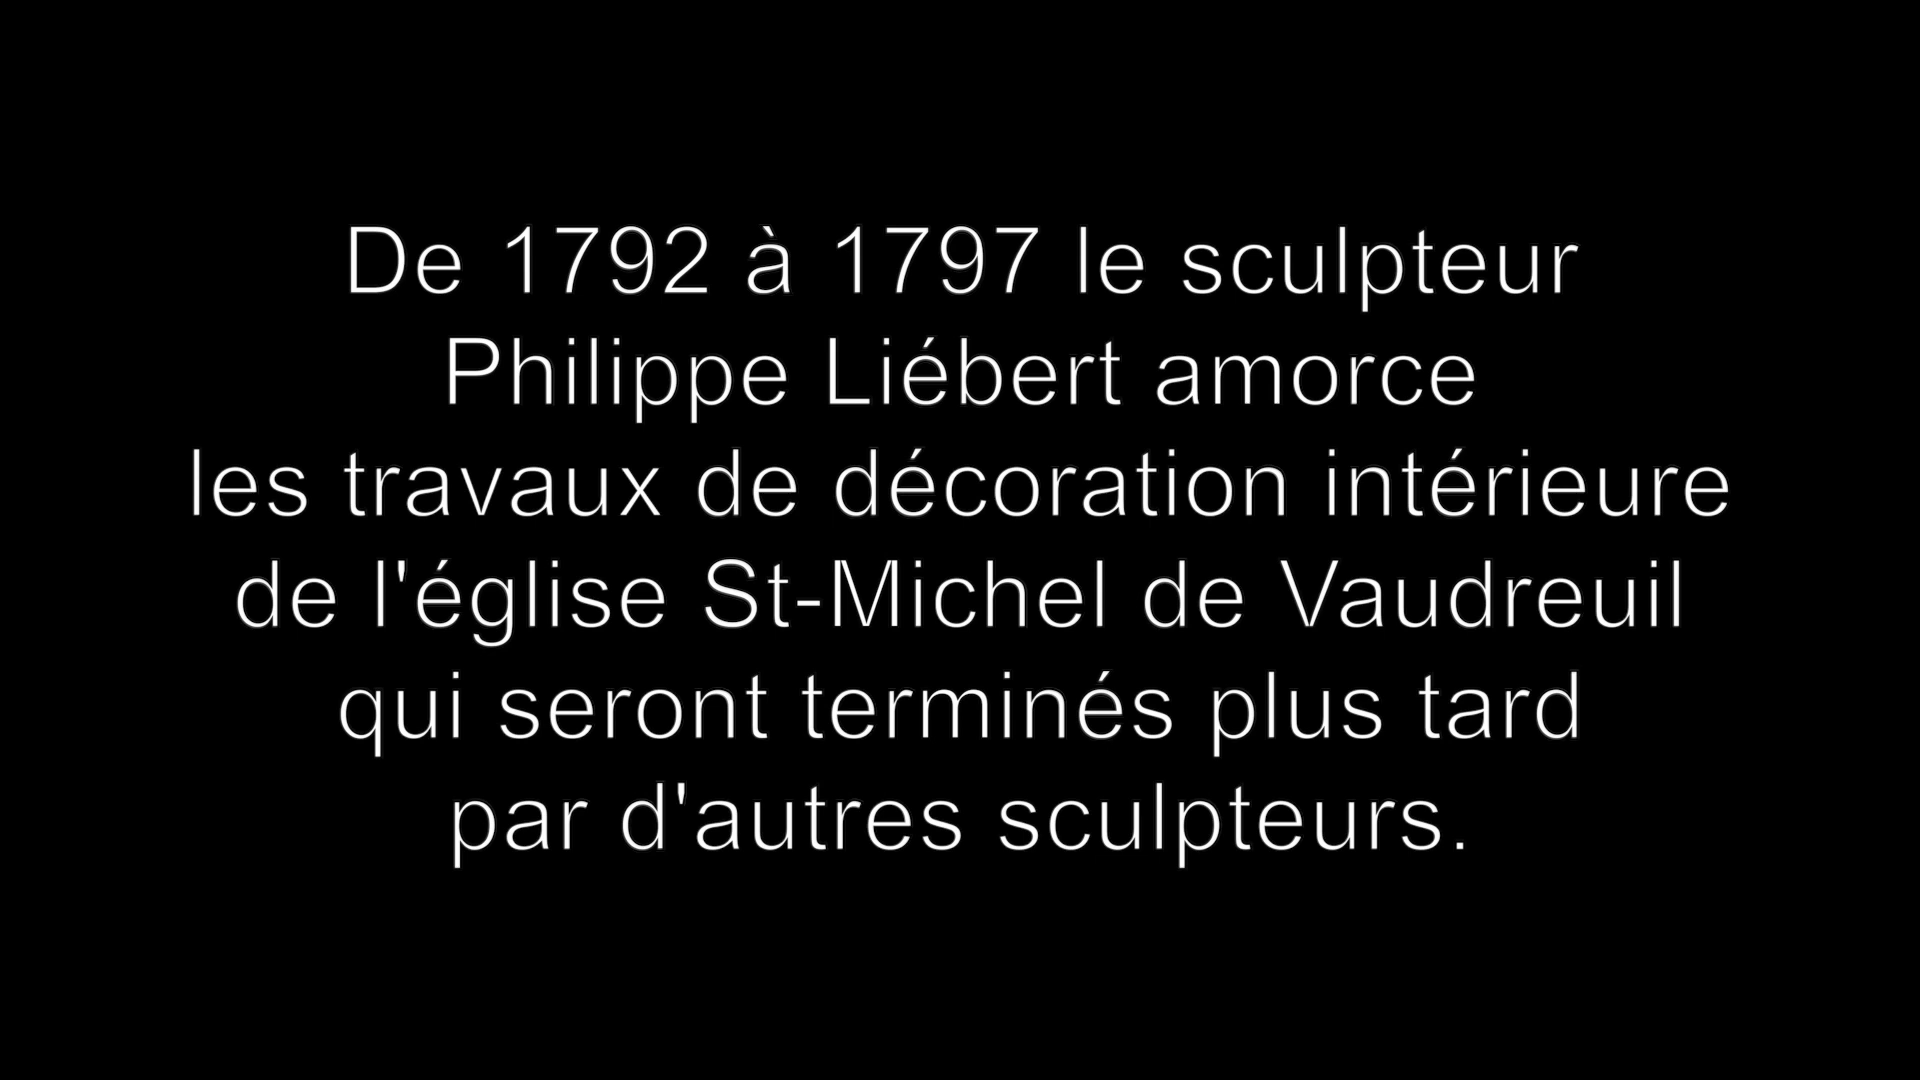 De 1792 à 1797 le sculpteur
Philippe Liébert amorce
les travaux de décoration intérieure
de l'église St-Michel de Vaudreuil
qui seront terminés plus tard
par d'autres sculpteurs.